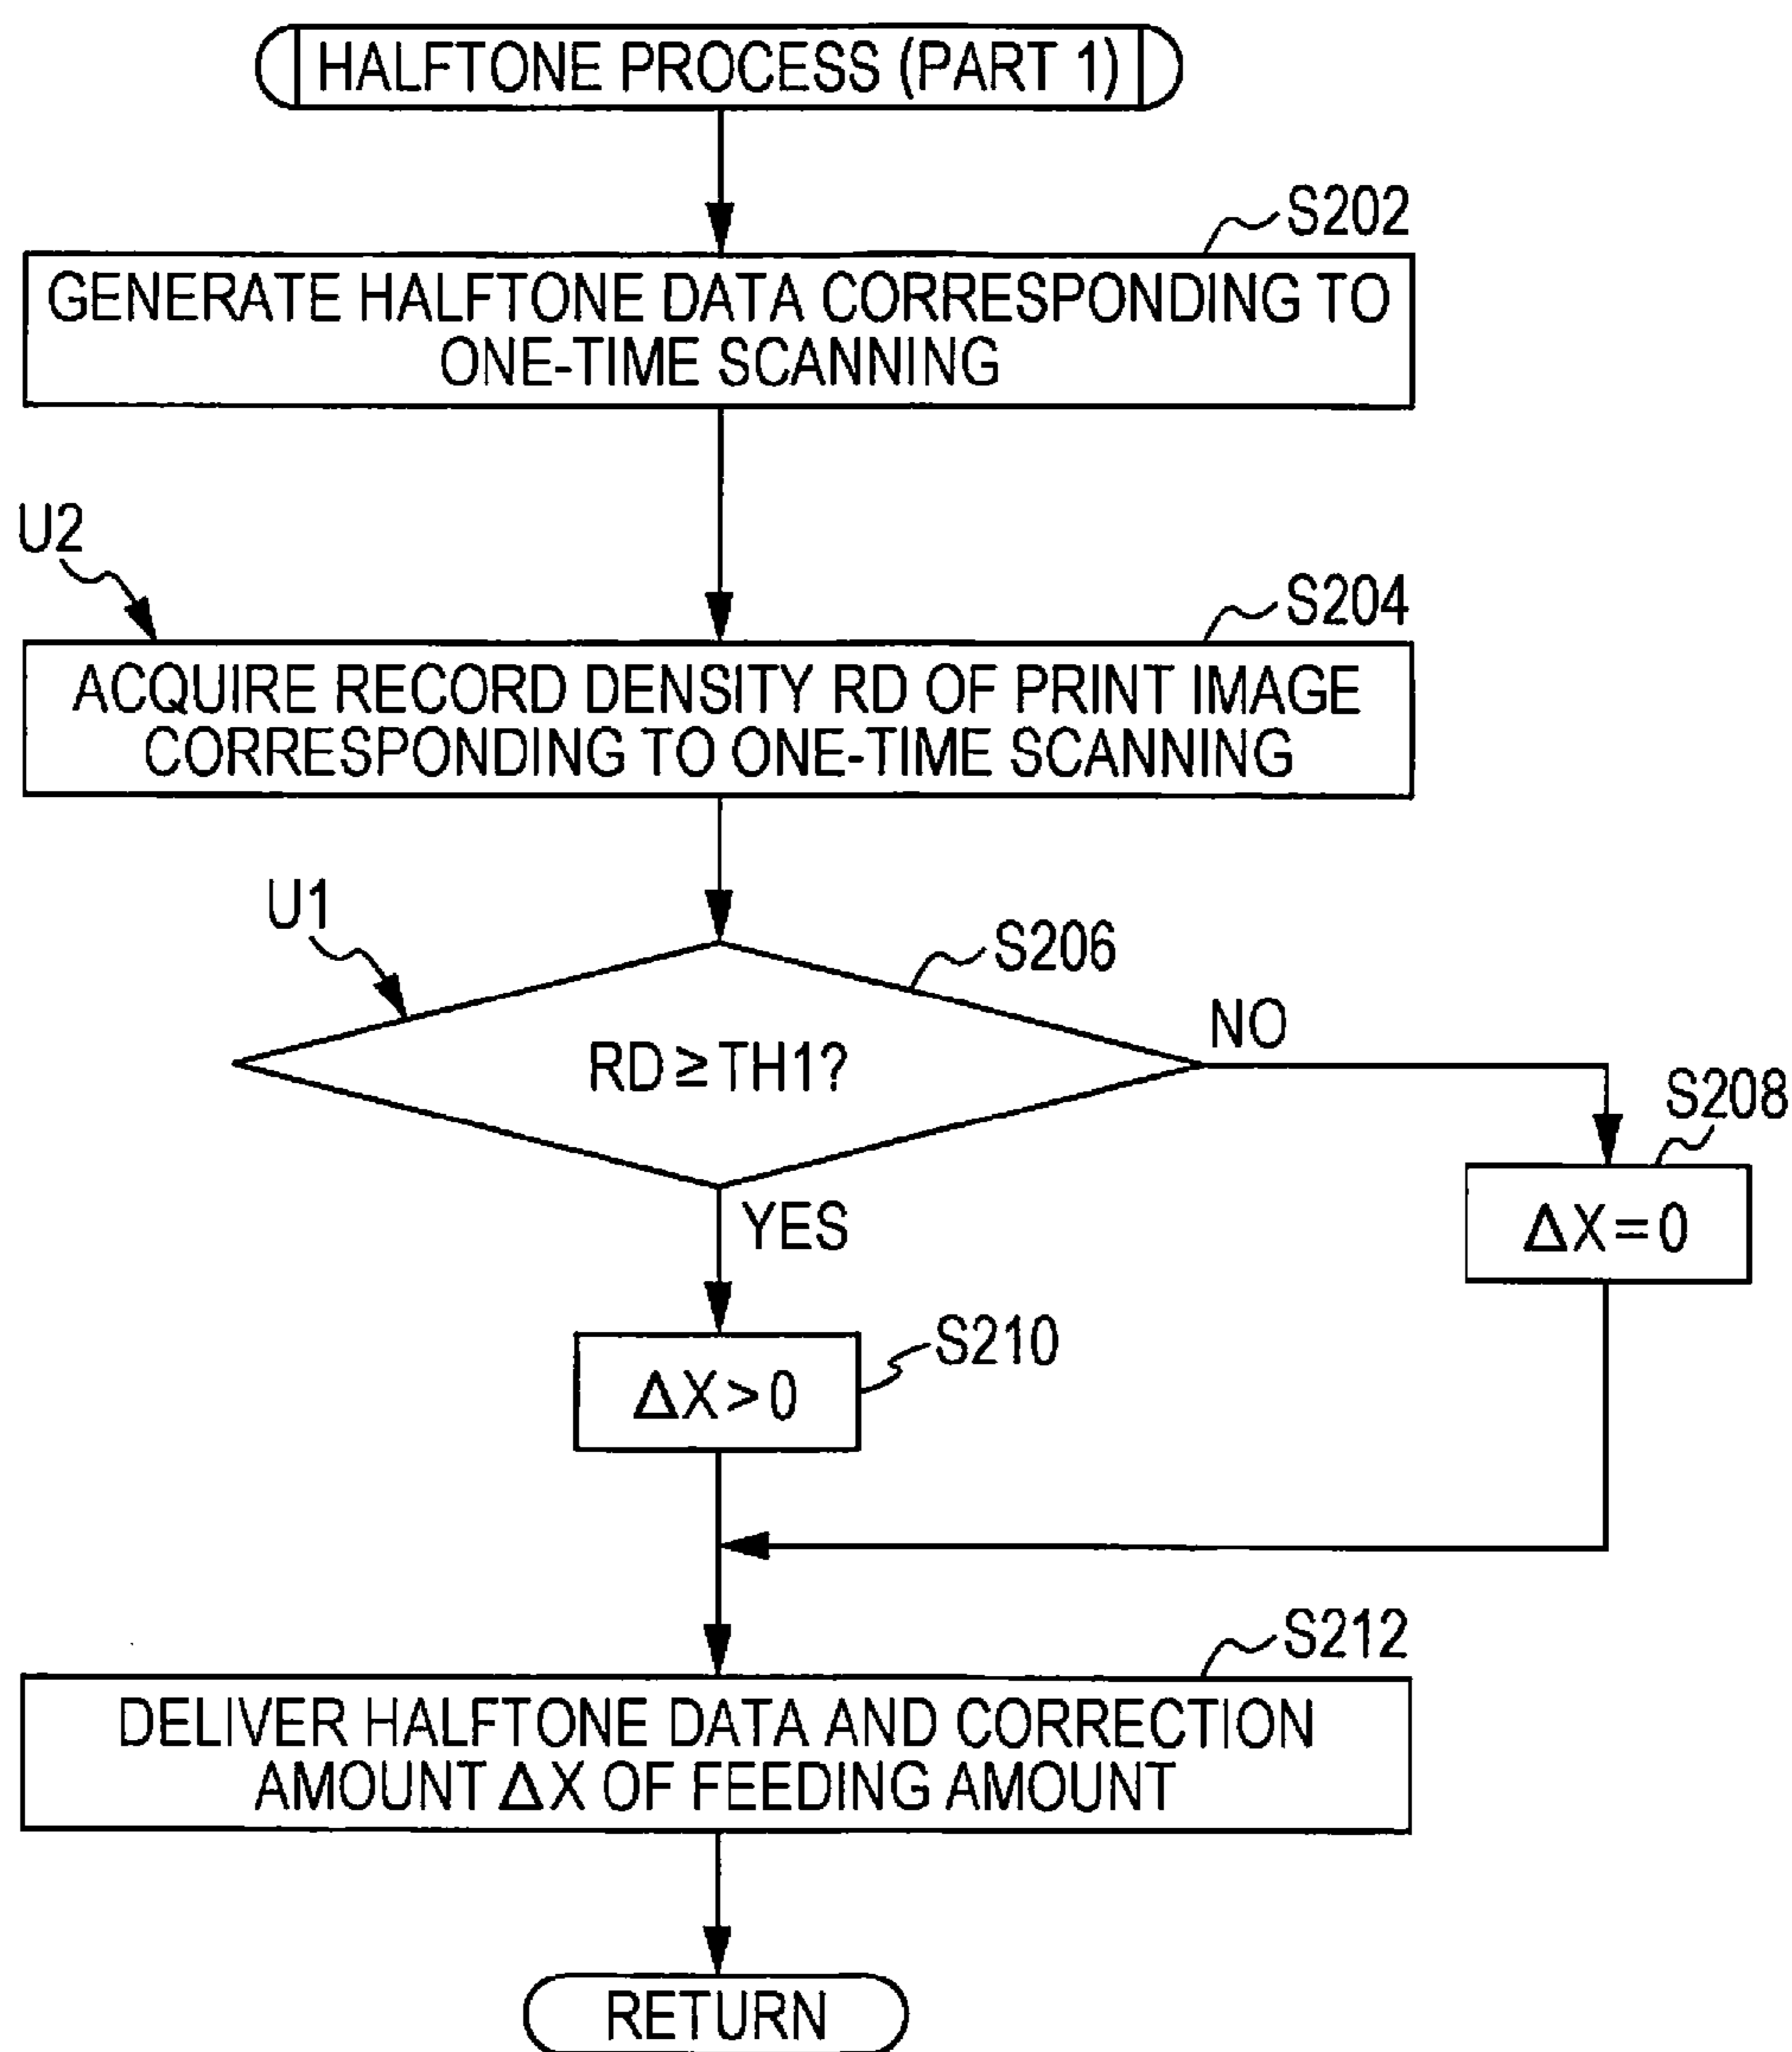 HALFTONE PROCESS (PART 1)
S202
GENERATE HALFTONE DATA CORRESPONDING TO
ONE-TIME SCANNING
U2
S204
ACQUIRE RECORD DENSITY RD OF PRINT IMAGE
CORRESPONDING TO ONE-TIME SCANNING
U1
S206
RD≥TH1?
NO
S208
ΔX=0
YES
S210
ΔX>0
S212
DELIVER HALFTONE DATA AND CORRECTION
AMOUNT ΔX OF FEEDING AMOUNT
RETURN